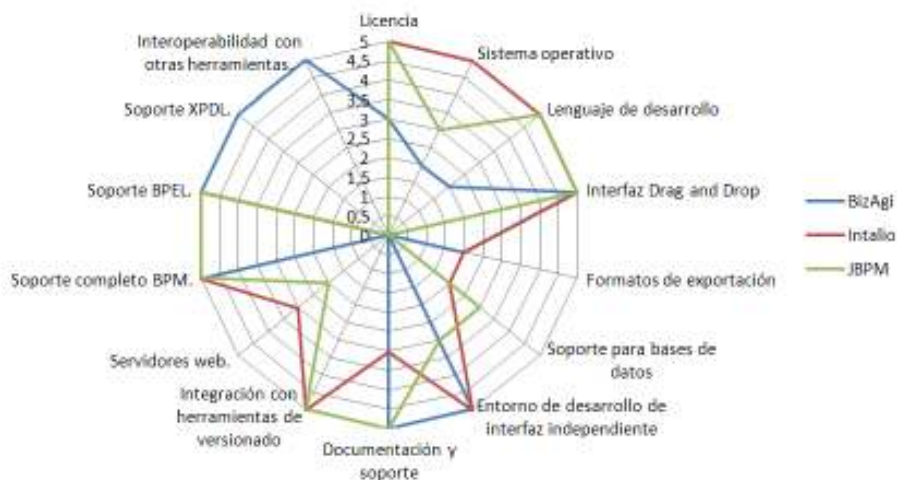 Licencia
Sistema operativo
Lenguaje de desarrollo
Interfaz Drag and Drop
Formatos de exportación
Soporte para bases de
datos
Entorno de desarrollo de
interfaz independiente
Documentación y
soporte
Integración con
herramientas de
versionado
Servidores web.
Soporte completo BPM.
Soporte BPEL.
Soporte XPDL.
Interoperabilidad con
otras herramientas.
5
4,5
4
3,5
3
2,5
2
1,5
1
0,5
0
BizAgi
Intalio
JBPM